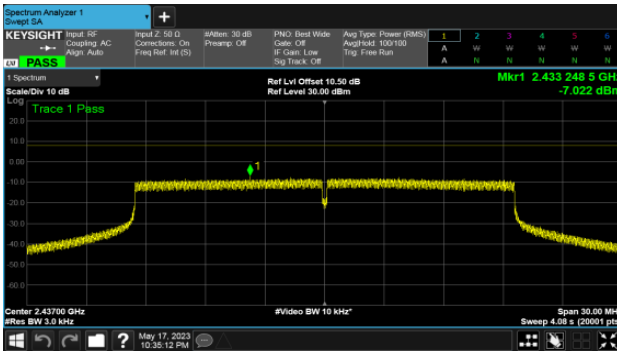 Spectrum Analyzer 1
Swept SA
+
KEYSIGHT Input: RF Input Z: 50 Ω #Atten: 30 dB PNO: Best Wide Avg Type: Power (RMS) 1 2 3 4 5 6
Coupling: AC Corrections: On Preamp: Off Gate: Off Avg|Hold: 100/100 A W W W W W
Align: Auto Freq Ref: Int (S) IF Gain: Low Trig: Free Run
LXI PASS Sig Track: Off A N N N N N
1 Spectrum Ref Lvl Offset 10.50 dB Mkr1 2.433 248 5 GHz
Scale/Div 10 dB Ref Level 30.00 dBm -7.022 dBm
Log Trace 1 Pass
20.0
10.0
0.00
1
-10.0
-20.0
-30.0
-40.0
-50.0
-60.0
Center 2.43700 GHz #Video BW 10 kHz* Span 30.00 MHz
#Res BW 3.0 kHz Sweep 4.08 s (20001 pts)
? May 17, 2023
10:35:12 PM